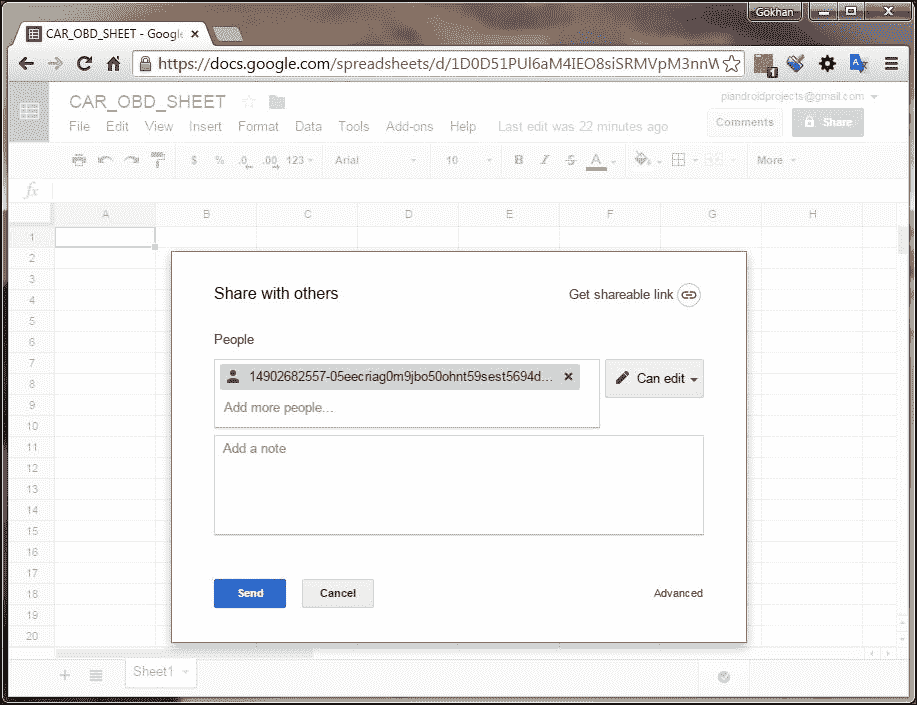 Gökhan
CAR_OBD_SHEET - Google
https://docs.google.com/spreadsheets/d/1D0D51PUl6aM4IEO8siSRMVpM3nnW
1
CAR_OBD_SHEET
piandroidprojects@gmail.com
File Edit View Insert Format Data Tools Add-ons Help Last edit was 22 minutes ago
Comments Share
$ % .0 .00 123 Arial 10 B I S A More
fx
A B C D E F G H
1
2
3
4
5
6
7
8
9
10
11
12
13
14
15
16
17
18
19
20
Share with others
Get shareable link
People
14902682557-05eecriag0m9jbo50ohnt59sest5694d...
Can edit
Add more people...
Add a note
Send Cancel Advanced
Sheet1